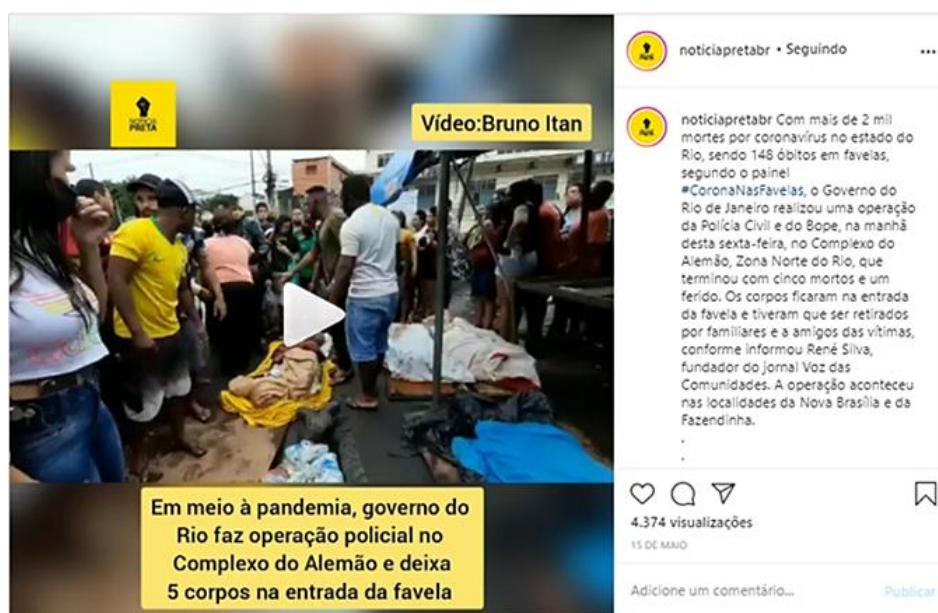 NOTÍCIA
PRETA
Vídeo:Bruno Itan
Em meio à pandemia, governo do
Rio faz operação policial no
Complexo do Alemão e deixa
5 corpos na entrada da favela
noticiapretabr • Seguindo
...
noticiapretabr Com mais de 2 mil
mortes por coronavírus no estado do
Rio, sendo 148 óbitos em favelas,
segundo o painel
#CoronaNasFavelas, o Governo do
Rio de Janeiro realizou uma operação
da Polícia Civil e do Bope, na manhã
desta sexta-feira, no Complexo do
Alemão, Zona Norte do Rio, que
terminou com cinco mortos e um
ferido. Os corpos ficaram na entrada
da favela e tiveram que ser retirados
por familiares e a amigos das vítimas,
conforme informou René Silva,
fundador do jornal Voz das
Comunidades. A operação aconteceu
nas localidades da Nova Brasília e da
Fazendinha.
.
.
4.374 visualizações
15 DE MAIO
Adicione um comentário... Publicar